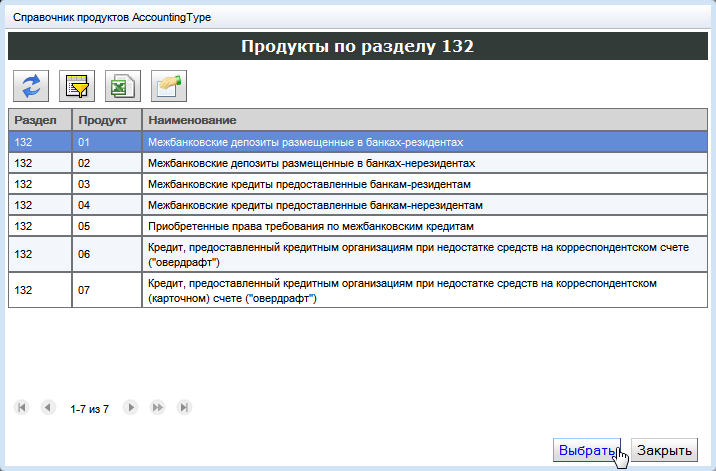 Справочник продуктов AccountingType
Продукты по разделу 132
Раздел Продукт Наименование
132 01 Межбанковские депозиты размещенные в банках-резидентах
132 02 Межбанковские депозиты размещенные в банках-нерезидентах
132 03 Межбанковские кредиты предоставленные банкам-резидентам
132 04 Межбанковские кредиты предоставленные банкам-нерезидентам
132 05 Приобретенные права требования по межбанковским кредитам
132 06 Кредит, предоставленный кредитным организациям при недостатке средств на корреспондентском счете
("овердрафт")
132 07 Кредит, предоставленный кредитным организациям при недостатке средств на корреспондентском
(карточном) счете ("овердрафт")
1-7 из 7
Выбрать Закрыть